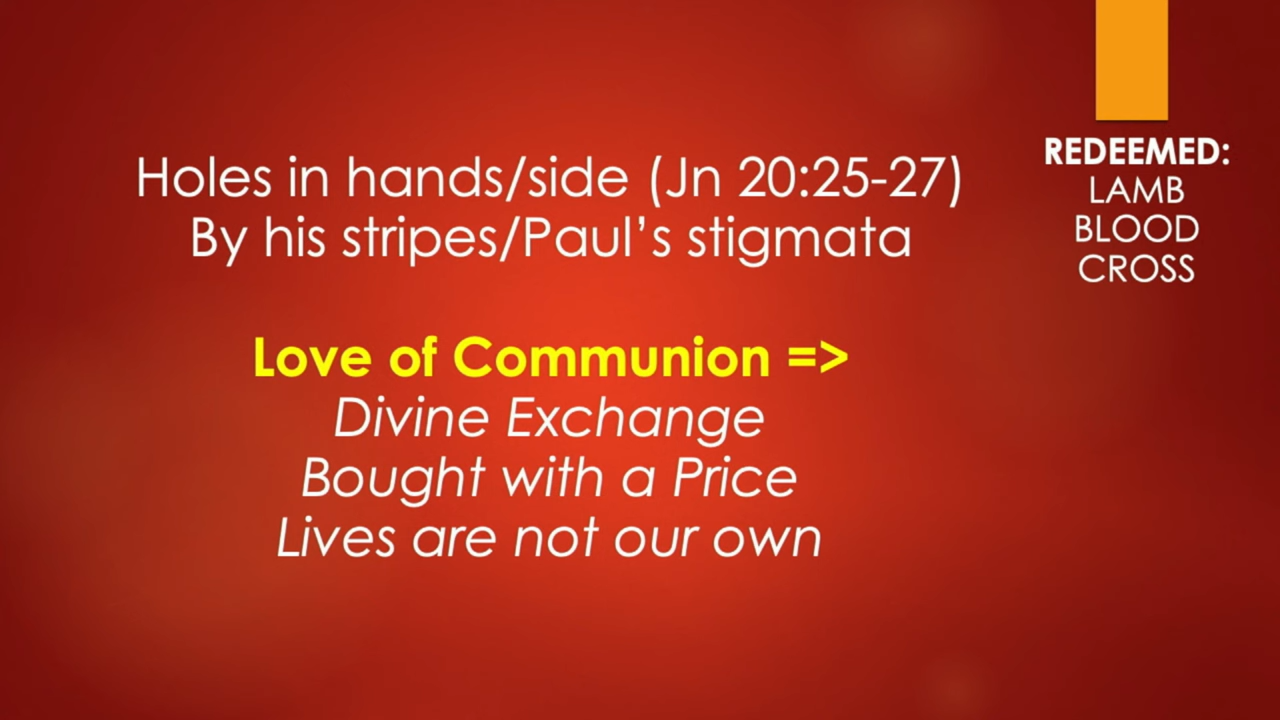 Holes in hands/side (Jn 20:25-27)
By his stripes/Paul’s stigmata
Love of Communion =>
Divine Exchange
Bought with a Price
Lives are not our own
REDEEMED:
LAMB
BLOOD
CROSS